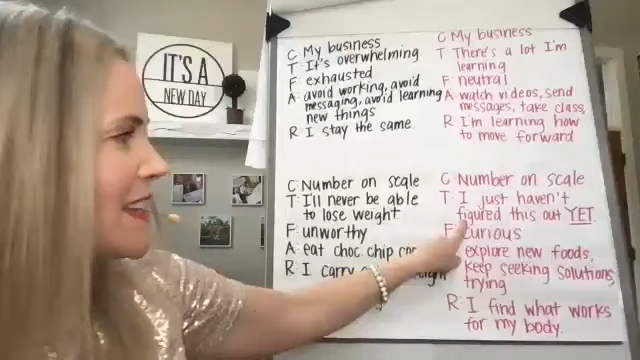 IT'S A
NEW DAY
C My business
T: It's overwhelming
F: exhausted
A: avoid working, avoid
messaging, avoid learning
new things
R: I stay the same
C My business
T There's a lot I'm
learning
F neutral
A: watch videos, send
messages, take class,
R: I'm learning how
to move forward
C: Number on scale
T: I'll never be able
to lose weight
F: unworthy
A: eat choc chip
R: I carry
C: Number on scale
T: I just haven't
figured this out YET
F curious
explore new foods,
keep seeking solutions,
trying
R: I find what works
for my body.